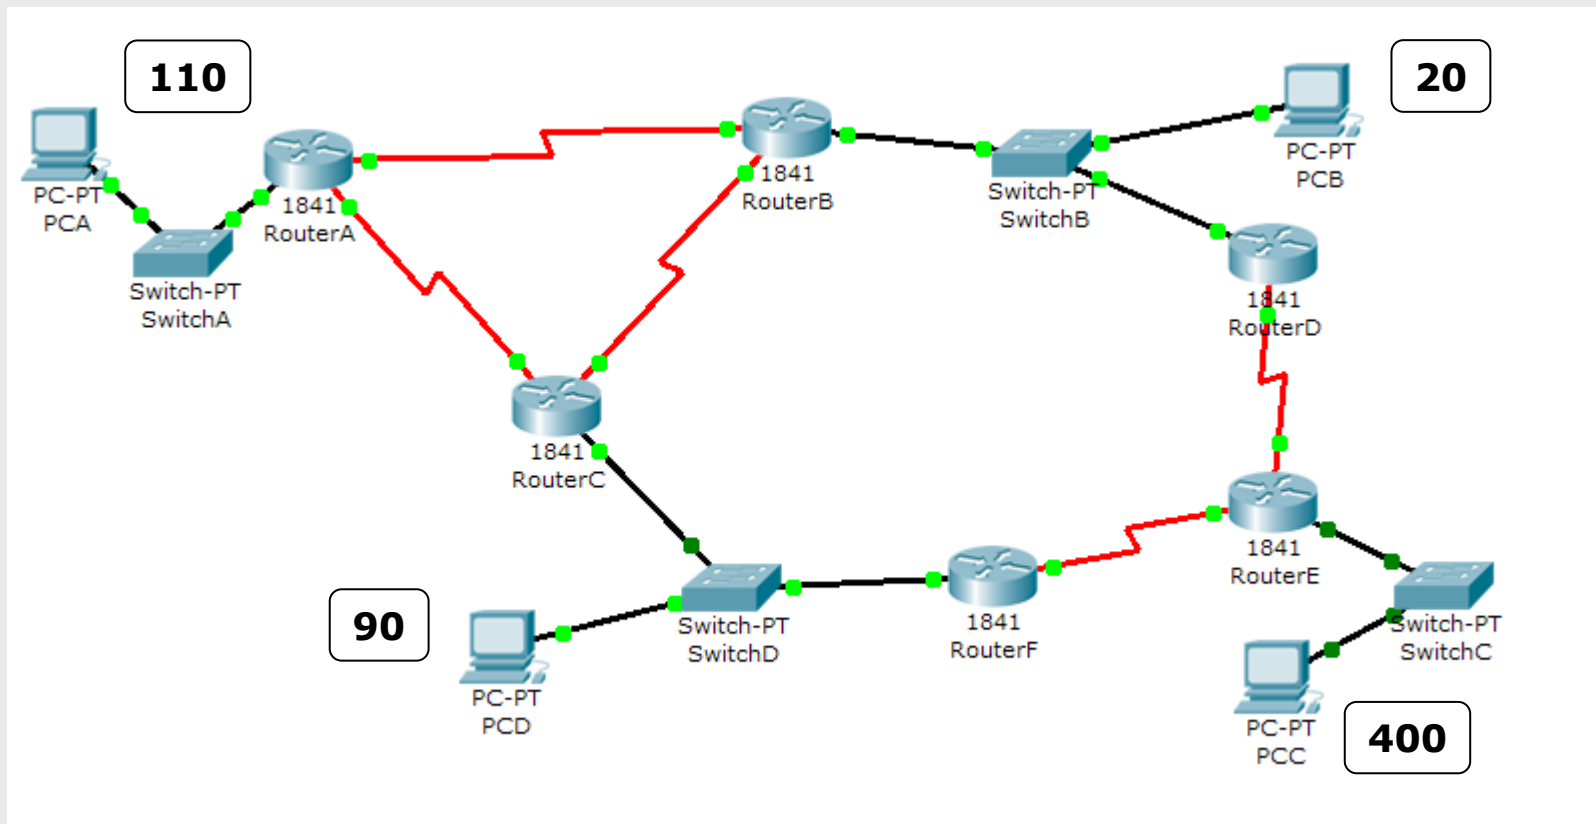 110
20
PC-PT
PCA
1841
RouterA
Switch-PT
SwitchA
1841
RouterB
Switch-PT
SwitchB
PC-PT
PCB
1841
RouterD
1841
RouterC
1841
RouterE
90
PC-PT
PCD
Switch-PT
SwitchD
1841
RouterF
Switch-PT
SwitchC
PC-PT
PCC
400